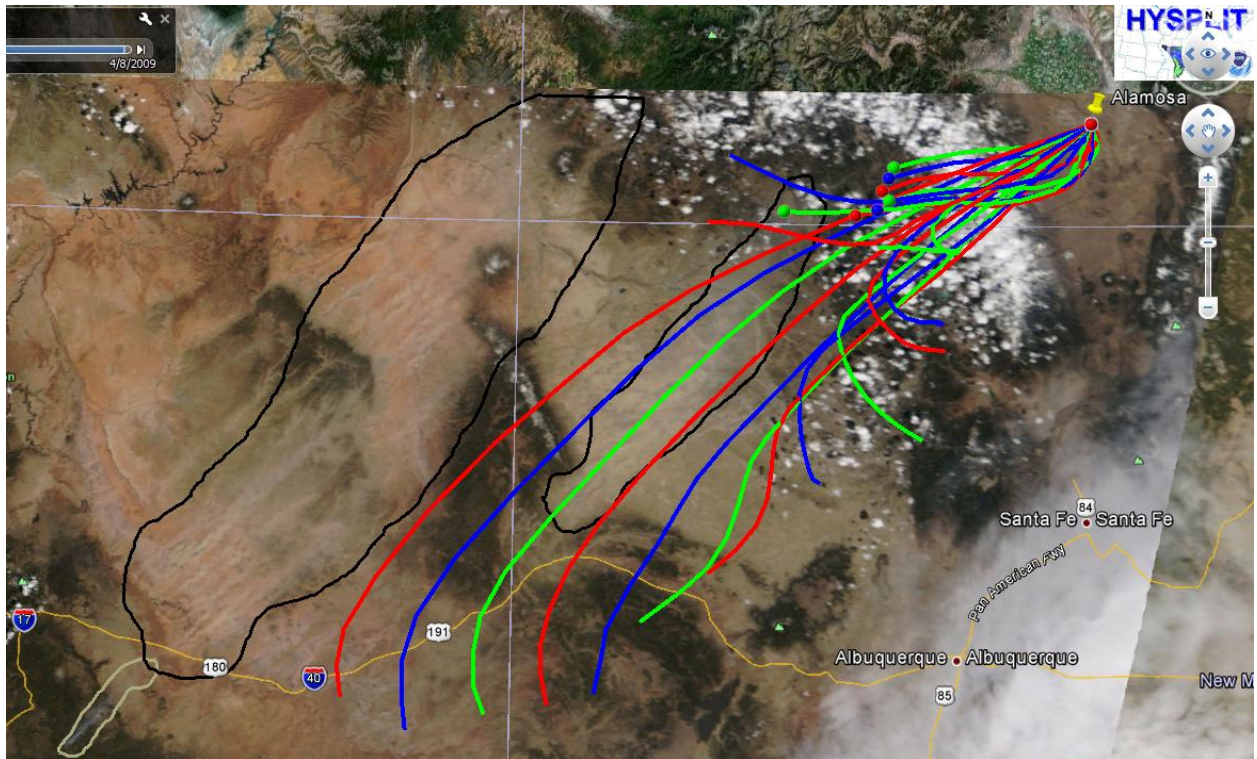 4/8/2009
HYSPLIT
N
Alamosa
84
Santa Fe
Santa Fe
Pan American Fwy
17
191
180
40
Albuquerque
Albuquerque
85
New M